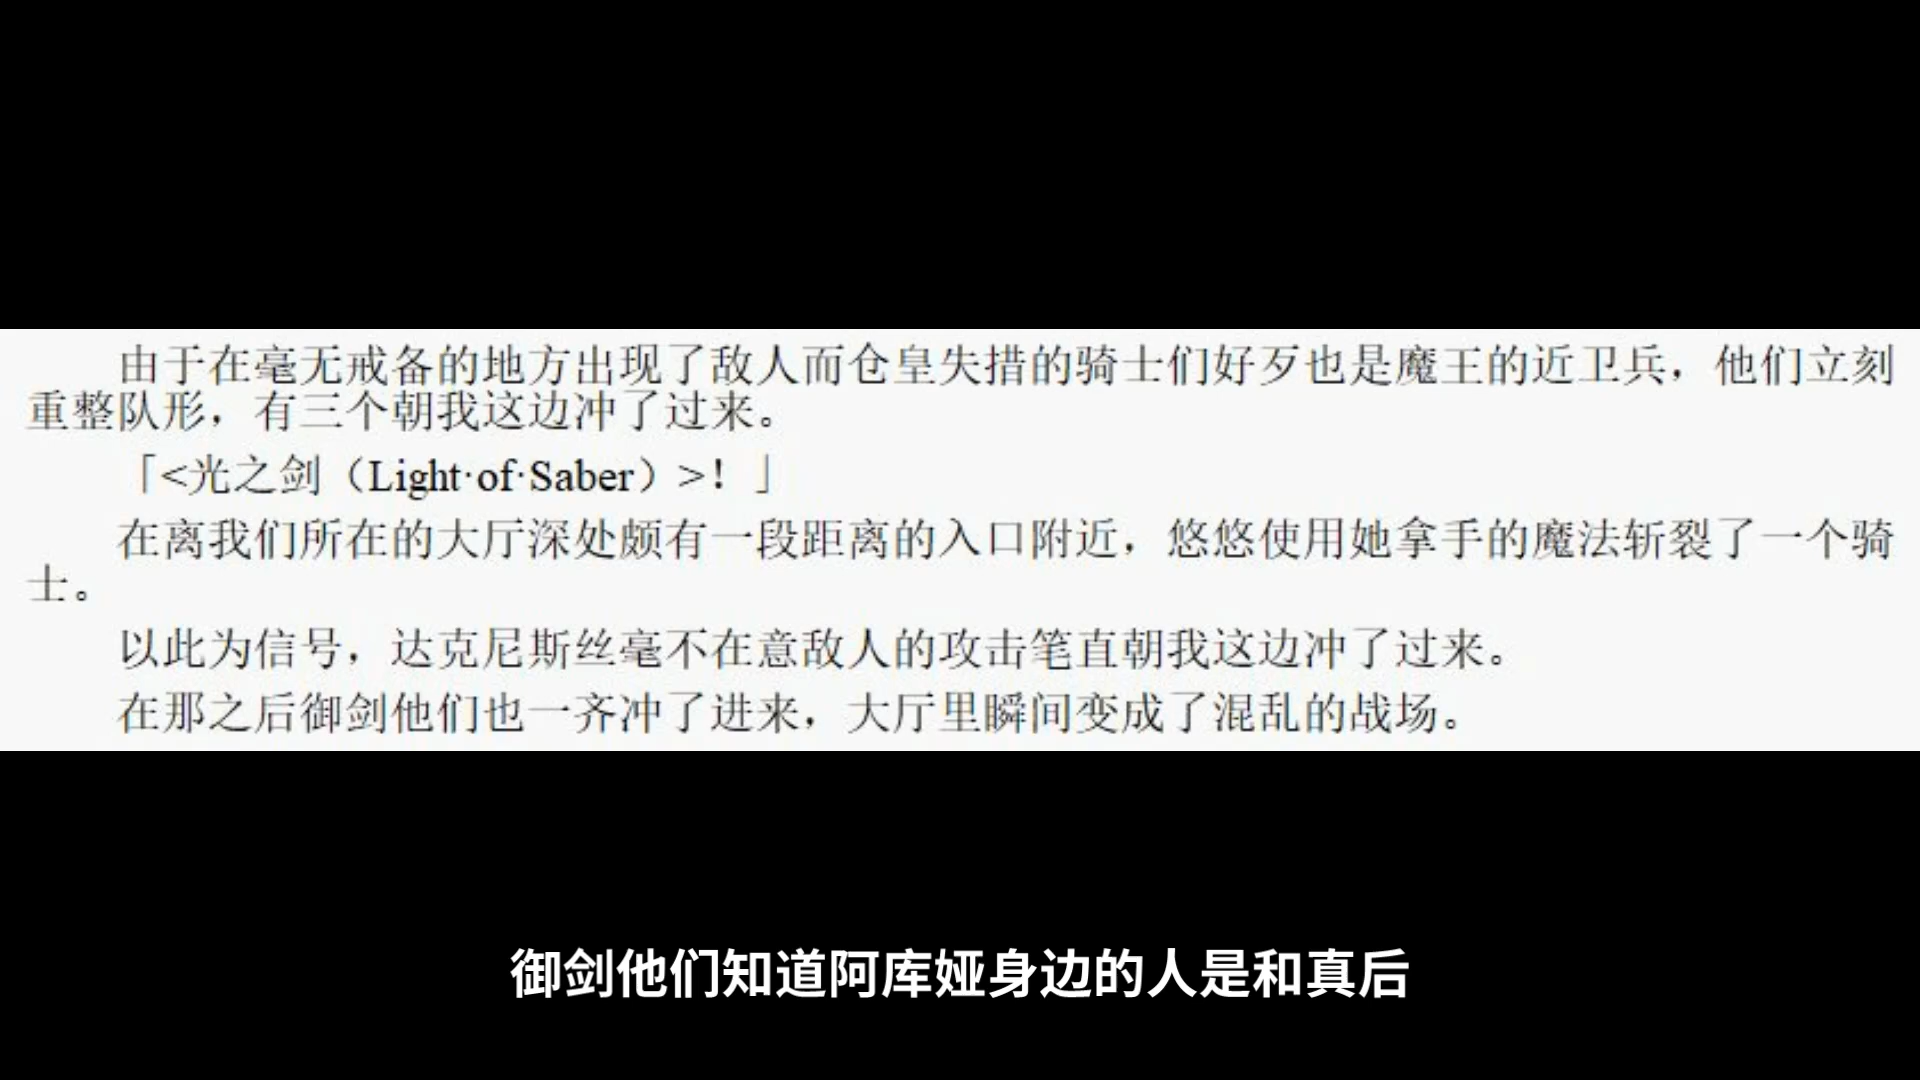 由于在毫无戒备的地方出现了敌人而仓皇失措的骑士们好歹也是魔王的近卫兵，他们立刻
重整队形，有三个朝我这边冲了过来。
「<光之剑（Light·of·Saber）>！」
在离我们所在的大厅深处颇有一段距离的入口附近，悠悠使用她拿手的魔法斩裂了一个骑
士。
以此为信号，达克尼斯丝毫不在意敌人的攻击笔直朝我这边冲了过来。
在那之后御剑他们也一齐冲了进来，大厅里瞬间变成了混乱的战场。
御剑他们知道阿库娅身边的人是和真后